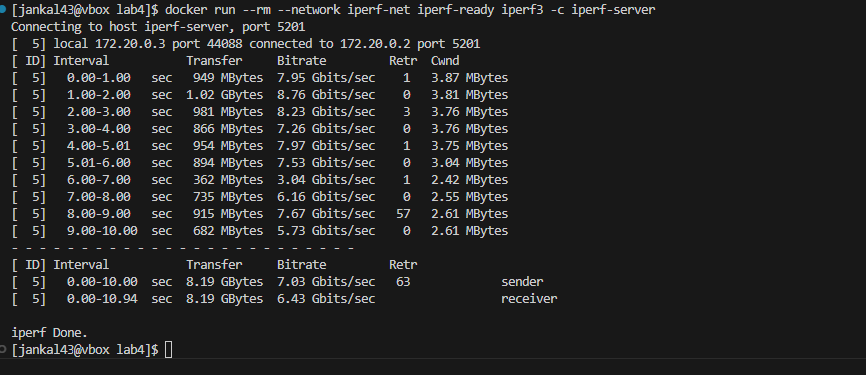 [jankal43@vbox lab4]$ docker run --rm --network iperf-net iperf-ready iperf3 -c iperf-server
Connecting to host iperf-server, port 5201
[  5] local 172.20.0.3 port 44088 connected to 172.20.0.2 port 5201
[ ID] Interval           Transfer     Bitrate         Retr  Cwnd
[  5]   0.00-1.00   sec   949 MBytes  7.95 Gbits/sec    1   3.87 MBytes
[  5]   1.00-2.00   sec  1.02 GBytes  8.76 Gbits/sec    0   3.81 MBytes
[  5]   2.00-3.00   sec   981 MBytes  8.23 Gbits/sec    3   3.76 MBytes
[  5]   3.00-4.00   sec   866 MBytes  7.26 Gbits/sec    0   3.76 MBytes
[  5]   4.00-5.01   sec   954 MBytes  7.97 Gbits/sec    1   3.75 MBytes
[  5]   5.01-6.00   sec   894 MBytes  7.53 Gbits/sec    0   3.04 MBytes
[  5]   6.00-7.00   sec   362 MBytes  3.04 Gbits/sec    1   2.42 MBytes
[  5]   7.00-8.00   sec   735 MBytes  6.16 Gbits/sec    0   2.55 MBytes
[  5]   8.00-9.00   sec   915 MBytes  7.67 Gbits/sec   57   2.61 MBytes
[  5]   9.00-10.00  sec   682 MBytes  5.73 Gbits/sec    0   2.61 MBytes
- - - - - - - - - - - - - - - - - - - - - - - - -
[ ID] Interval           Transfer     Bitrate         Retr
[  5]   0.00-10.00  sec  8.19 GBytes  7.03 Gbits/sec   63             sender
[  5]   0.00-10.94  sec  8.19 GBytes  6.43 Gbits/sec                  receiver

iperf Done.
[jankal43@vbox lab4]$